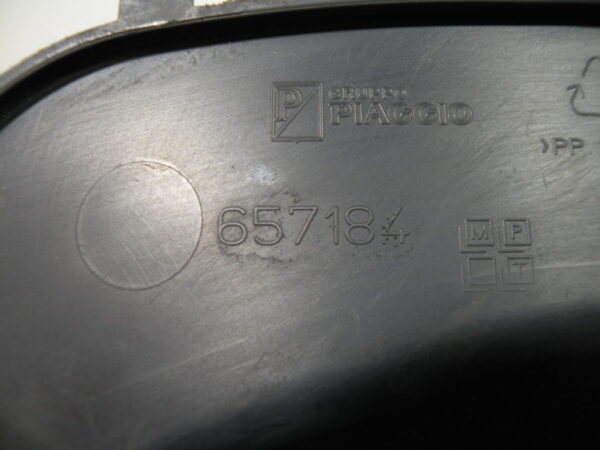 P GRUPPO
PIAGGIO
>PP
657184
M P
T